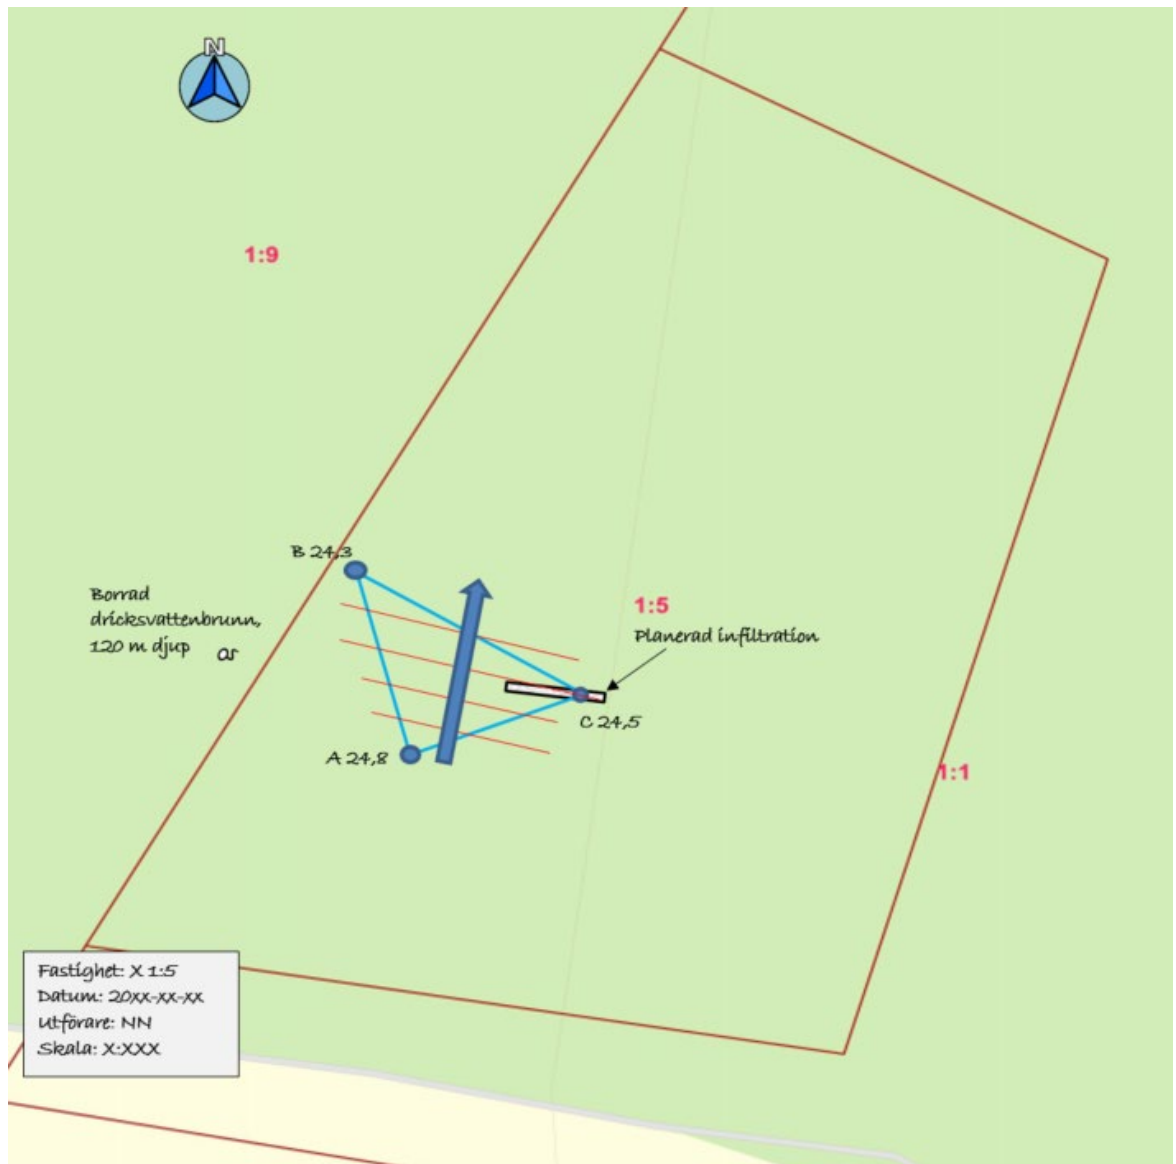 N
1:9
B 24,3
Borrad
dricksvattenbrunn,
120 m djup
1:5
Planerad infiltration
C 24,5
A 24,8
1:1
Fastighet: X 1:5
Datum: 20xx-xx-xx
Utförare: NN
Skala: X:XXX